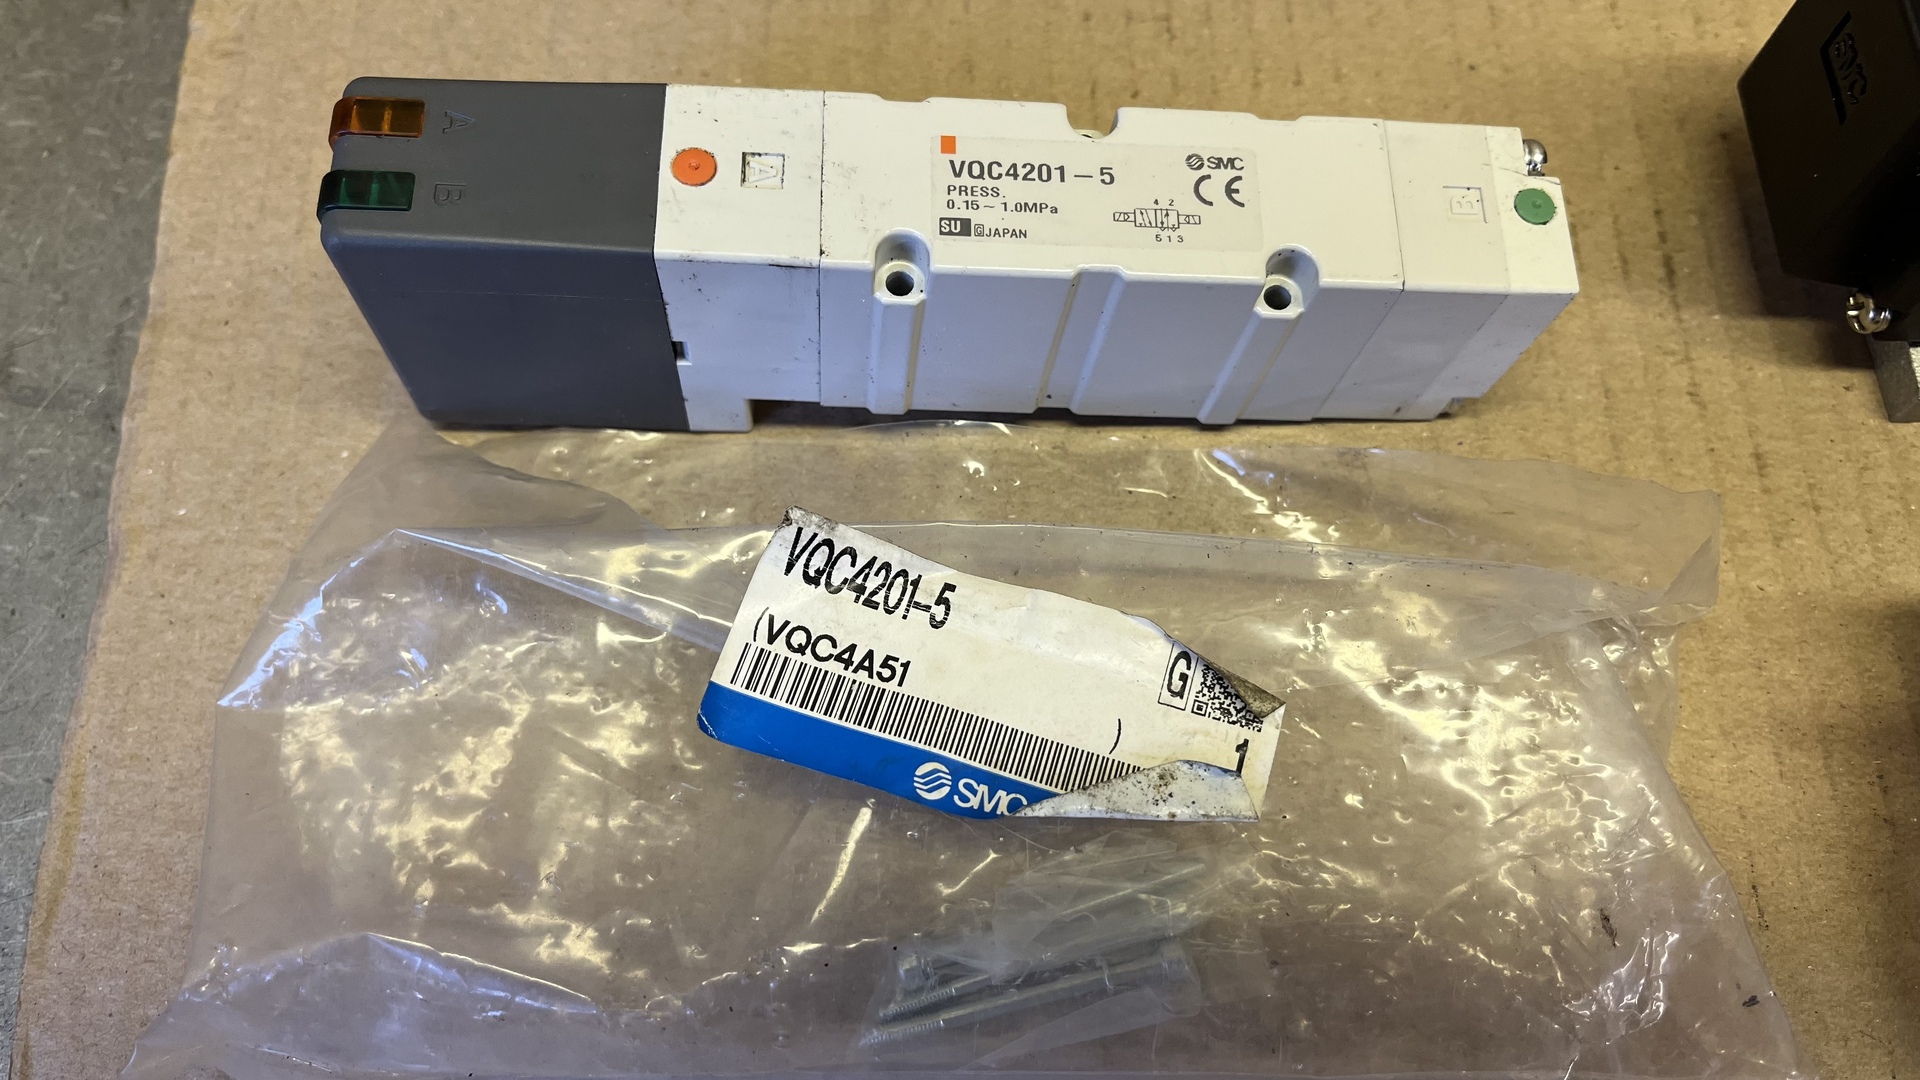 A
B
A
VQC4201-5
PRESS.
0.15~1.0MPa
SU G JAPAN
SMC
CE
4 2
5 1 3
B
SMC
VQC4201-5
(VQC4A51
)
G
1
SMC